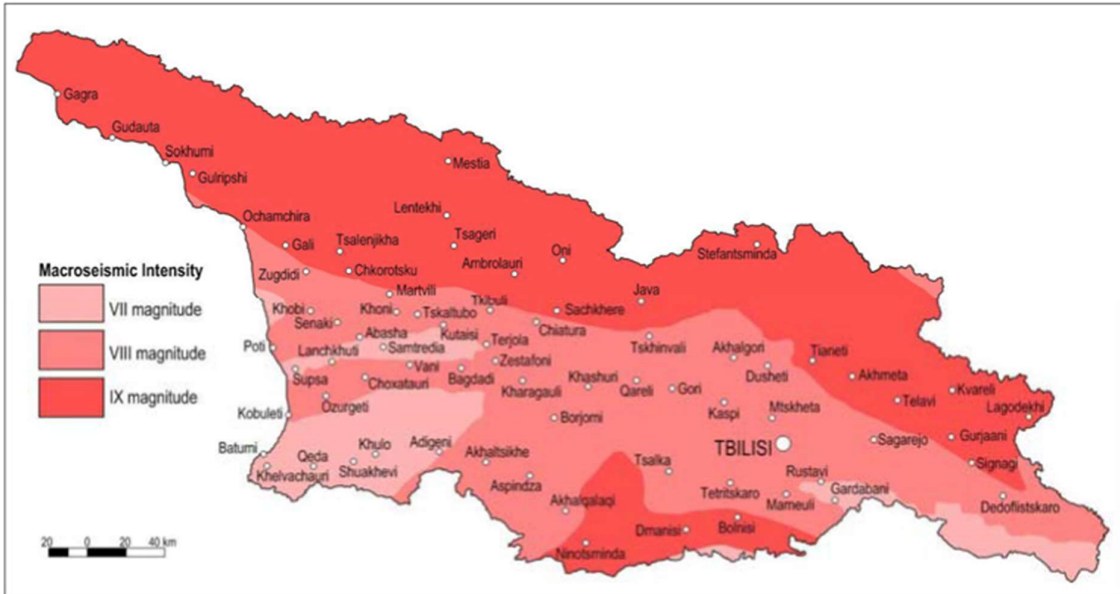 Gagra
Gudauta
Sokhumi
Gulripshi
Mestia
Ochamchira
Lentekhi
Gali
Tsalenjikha
Tsageri
Oni
Stefantsminda
Zugdidi
Chkorotsku
Ambrolauri
Macroseismic Intensity
VII magnitude
VIII magnitude
IX magnitude
Martvili
Java
Khobi
Khoni
Tskaltubo
Tkibuli
Sachkhere
Senaki
Abasha
Kutaisi
Chiatura
Poti
Lanchkhuti
Samtredia
Terjola
Tskhinvali
Akhalgori
Tianeti
Supsa
Vani
Zestafoni
Choxatauri
Bagdadi
Kharagauli
Khashuri
Qareli
Gori
Dusheti
Akhmeta
Kvareli
Ozurgeti
Telavi
Lagodekhi
Kobuleti
Borjomi
Kaspi
Mtskheta
Batumi
Khulo
Adigeni
TBILISI
Sagarejo
Gurjaani
Qeda
Khelvachauri
Shuakhevi
Akhaltsikhe
Tsalka
Rustavi
Signagi
Aspindza
Tetritskaro
Gardabani
Akhalqalaqi
Marneuli
Dedoflistskaro
Dmanisi
Bolnisi
Ninotsminda
20 0 20 40 km